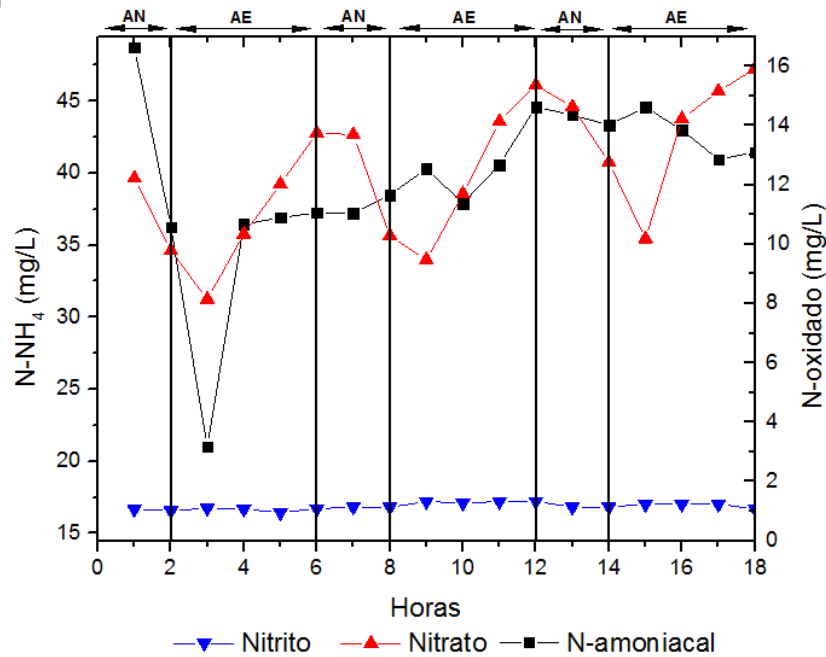 AN AE AN AE AN AE
45
40
35
30
25
20
15
N-NH4 (mg/L)
16
14
12
10
8
6
4
2
0
N-oxidado (mg/L)
0 2 4 6 8 10 12 14 16 18
Horas
Nitrito Nitrato N-amoniacal